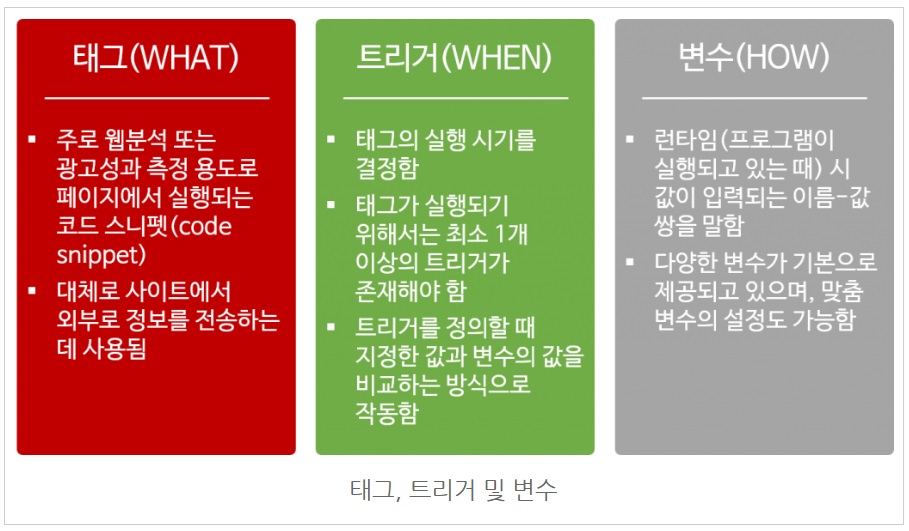 태그(WHAT)
▪ 주로 웹분석 또는
광고성과 측정 용도로
페이지에서 실행되는
코드 스니펫(code
snippet)
▪ 대체로 사이트에서
외부로 정보를 전송하는
데 사용됨
트리거(WHEN)
▪ 태그의 실행 시기를
결정함
▪ 태그가 실행되기
위해서는 최소 1개
이상의 트리거가
존재해야 함
▪ 트리거를 정의할 때
지정한 값과 변수의 값을
비교하는 방식으로
작동함
변수(HOW)
▪ 런타임(프로그램이
실행되고 있는 때) 시
값이 입력되는 이름-값
쌍을 말함
▪ 다양한 변수가 기본으로
제공되고 있으며, 맞춤
변수의 설정도 가능함
태그, 트리거 및 변수